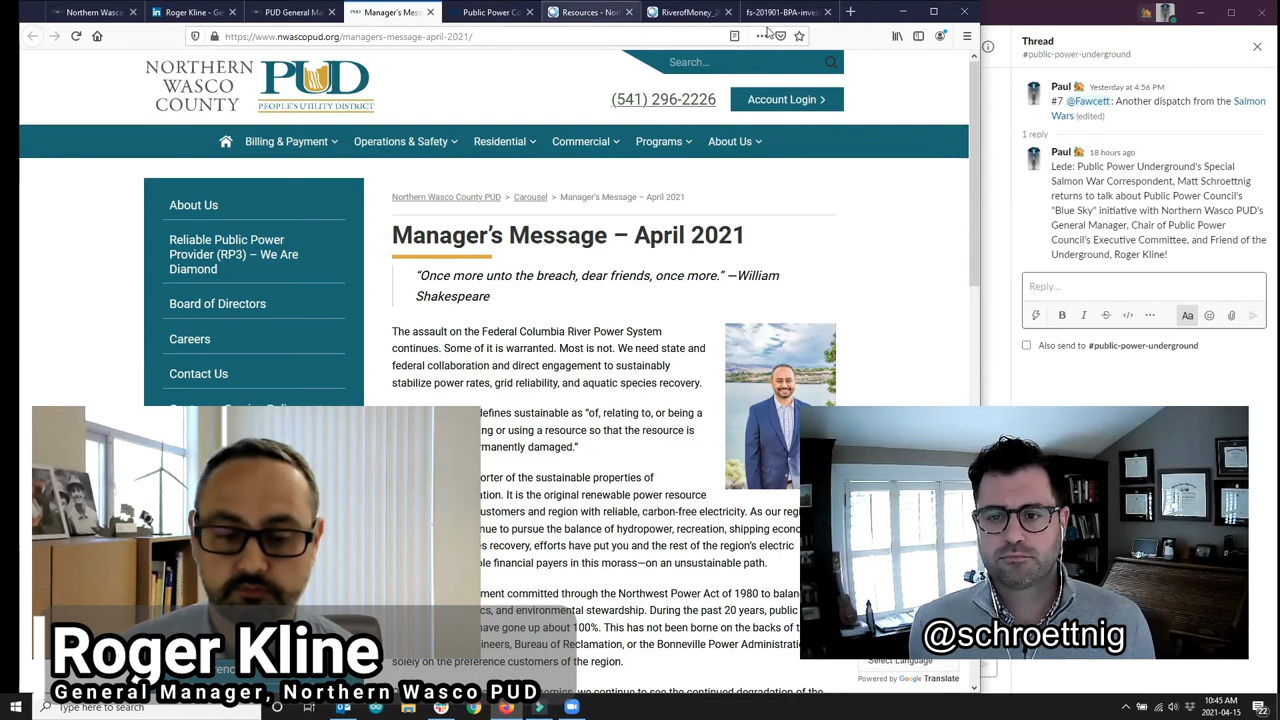 Northern Wasco
Roger Kline -
PUD General M
Manager's Mess
Public Power Co
Resources - Nort
RiverofMoney_2
fs-201901-BPA-inves
https://www.nwascopud.org/managers-message-april-2021/
NORTHERN
WASCO
COUNTY
PUD
PEOPLE'S UTILITY DISTRICT
Search...
(541) 296-2226
Account Login
Billing & Payment
Operations & Safety
Residential
Commercial
Programs
About Us
About Us
Reliable Public Power
Provider (RP3) – We Are
Diamond
Board of Directors
Careers
Contact Us
Northern Wasco County PUD > Carousel > Manager's Message – April 2021
Manager's Message – April 2021
"Once more unto the breach, dear friends, once more." —William
Shakespeare
The assault on the Federal Columbia River Power System
continues. Some of it is warranted. Most is not. We need state and
federal collaboration and direct engagement to sustainably
stabilize power rates, grid reliability, and aquatic species recovery.
defines sustainable as "of, relating to, or being a
ing or using a resource so that the resource is
rmanently damaged."
orter of the sustainable properties of
ation. It is the original renewable power resource
ustomers and region with reliable, carbon-free electricity. As our regi
nue to pursue the balance of hydropower, recreation, shipping econo
es recovery, efforts have put you and the rest of the region's electric
ble financial payers in this morass—on an unsustainable path.
ment committed through the Northwest Power Act of 1980 to balan
ics, and environmental stewardship. During the past 20 years, public
have gone up about 100%. This has not been borne on the backs of t
gineers, Bureau of Reclamation, or the Bonneville Power Administrati
solely on the preference customers of the region.
Select Language
Powered by Google Translate
Thread
#public-power-underground
Paul Yesterday at 4:56 PM
#7 @Fawcett: Another dispatch from the Salmon
Wars (edited)
1 reply
Paul 18 hours ago
Lede: Public Power Underground's Special
Salmon War Correspondent, Matt Schroettnig
returns to talk about Public Power Council's
"Blue Sky" initiative with Northern Wasco PUD's
General Manager, Chair of Public Power
Council's Executive Committee, and Friend of the
Underground, Roger Kline!
Reply...
Aa
Also send to #public-power-underground
Roger Kline
General Manager, Northern Wasco PUD
@schroettnig
Type here to search
10:45 AM
2021-04-15
22